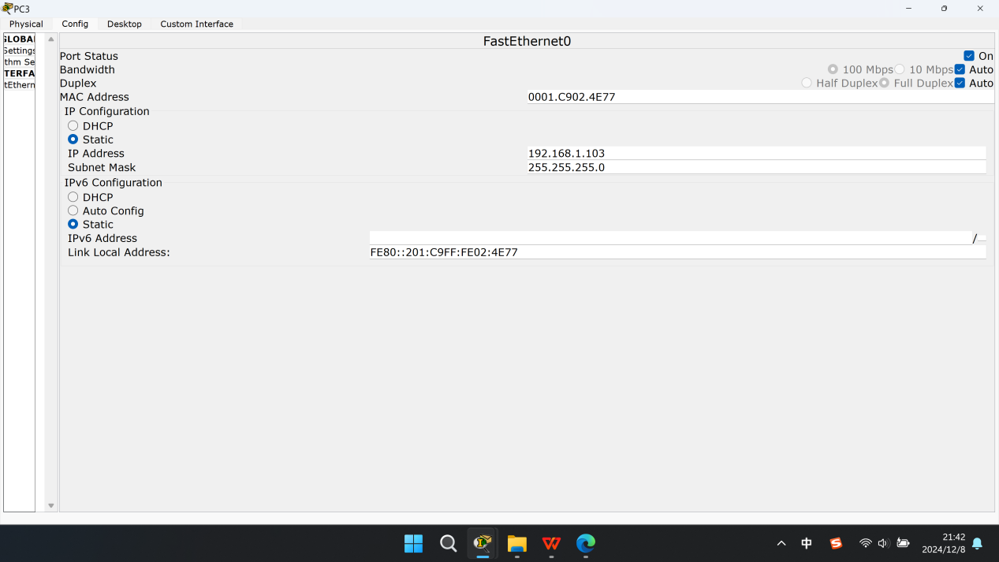 PC3
Physical Config Desktop Custom Interface
GLOBA
Settings
thm Se
TERFA
tEthern
FastEthernet0
Port Status On
Bandwidth 100 Mbps 10 Mbps Auto
Duplex Half Duplex Full Duplex Auto
MAC Address 0001.C902.4E77
IP Configuration
DHCP
Static
IP Address 192.168.1.103
Subnet Mask 255.255.255.0
IPv6 Configuration
DHCP
Auto Config
Static
IPv6 Address /
Link Local Address: FE80::201:C9FF:FE02:4E77
中
21:42
2024/12/8